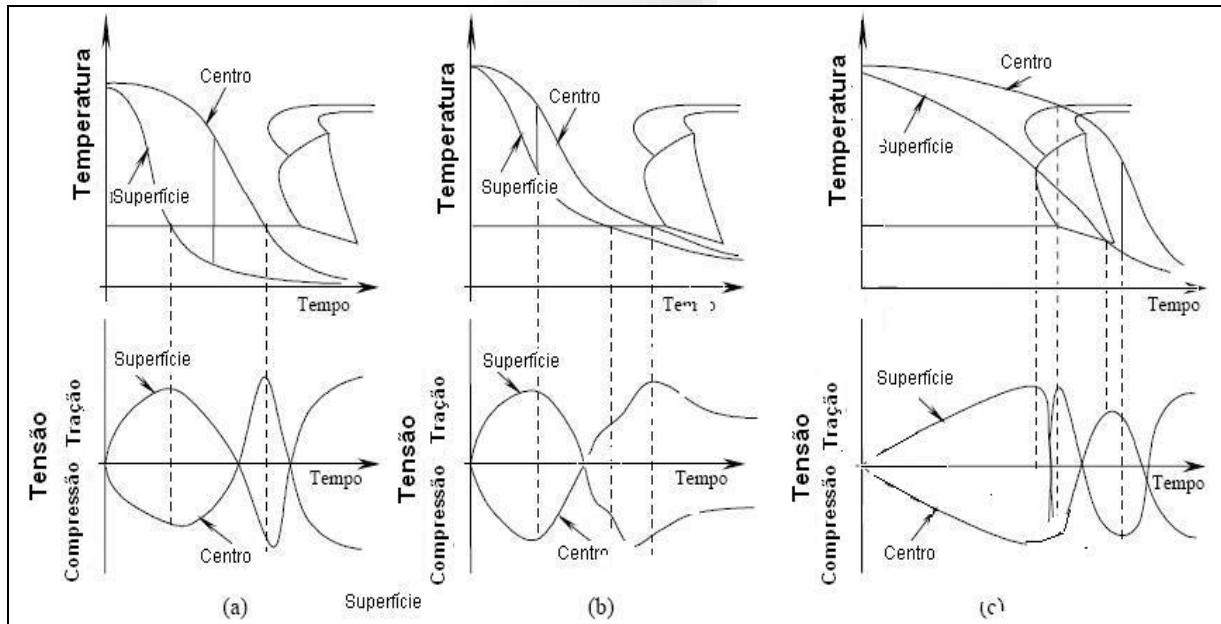 Temperatura
Centro
Superfície
Tempo
Tensão
Compressão Tração
Superfície
Centro
Tempo
(a)
Superfície
Temperatura
Centro
Superfície
Tempo
Tensão
Compressão Tração
Superfície
Centro
Tempo
(b)
Temperatura
Centro
Superfície
Tempo
Tensão
Compressão Tração
Superfície
Centro
Tempo
(c)